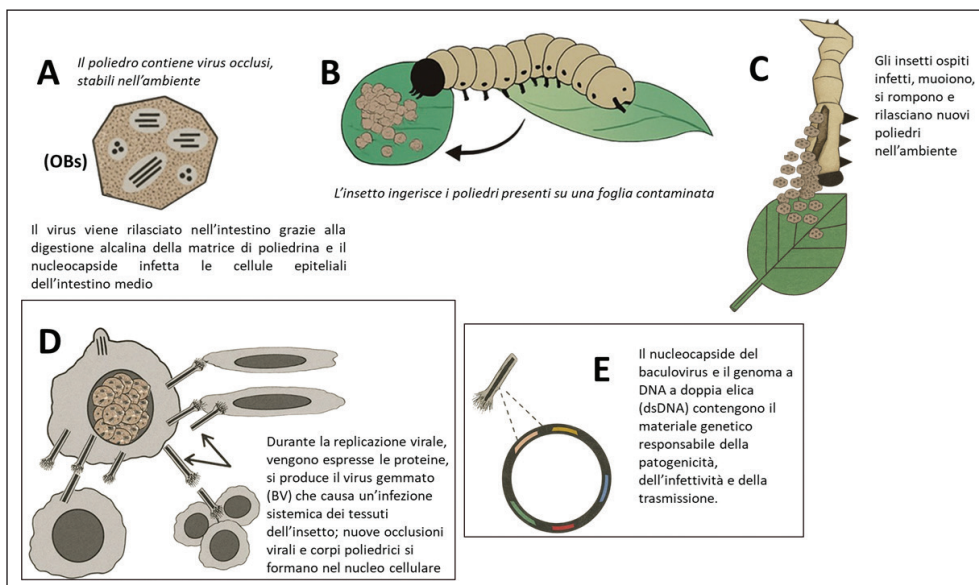 A
Il poliedro contiene virus occlusi,
stabili nell'ambiente
(OBs)
Il virus viene rilasciato nell'intestino grazie alla
digestione alcalina della matrice di poliedrina e il
nucleocapside infetta le cellule epiteliali
dell'intestino medio
B
L'insetto ingerisce i poliedri presenti su una foglia contaminata
C
Gli insetti ospiti
infetti, muoiono,
si rompono e
rilasciano nuovi
poliedri
nell'ambiente
D
Durante la replicazione virale,
vengono espresse le proteine,
si produce il virus gemmato
(BV) che causa un'infezione
sistemica dei tessuti
dell'insetto; nuove occlusioni
virali e corpi poliedrici si
formano nel nucleo cellulare
E
Il nucleocapside del
baculovirus e il genoma a
DNA a doppia elica
(dsDNA) contengono il
materiale genetico
responsabile della
patogenicità,
dell'infettività e della
trasmissione.